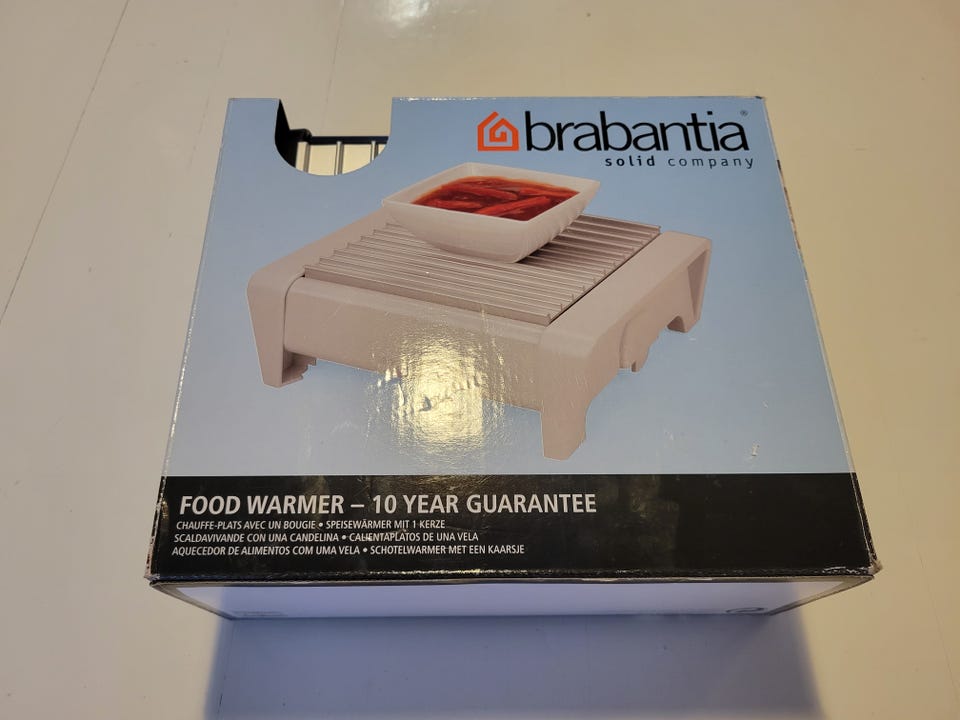 brabantia®
solid company
FOOD WARMER – 10 YEAR GUARANTEE
CHAUFFE-PLATS AVEC UN BOUGIE • SPEISEWÄRMER MIT 1 KERZE
SCALDAVIVANDE CON UNA CANDELINA • CALIENTAPLATOS DE UNA VELA
AQUECEDOR DE ALIMENTOS COM UMA VELA • SCHOTELWARMER MET EEN KAARSJE